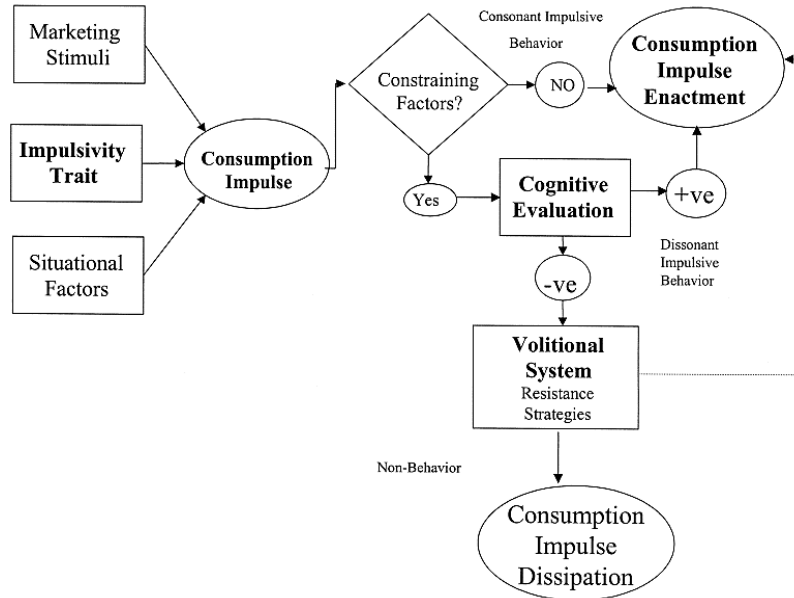 Marketing
Stimuli
Impulsivity
Trait
Situational
Factors
Consumption
Impulse
Constraining
Factors?
Consonant Impulsive
Behavior
NO
Consumption
Impulse
Enactment
Yes
Cognitive
Evaluation
+ve
Dissonant
Impulsive
Behavior
-ve
Volitional
System
Resistance
Strategies
Non-Behavior
Consumption
Impulse
Dissipation